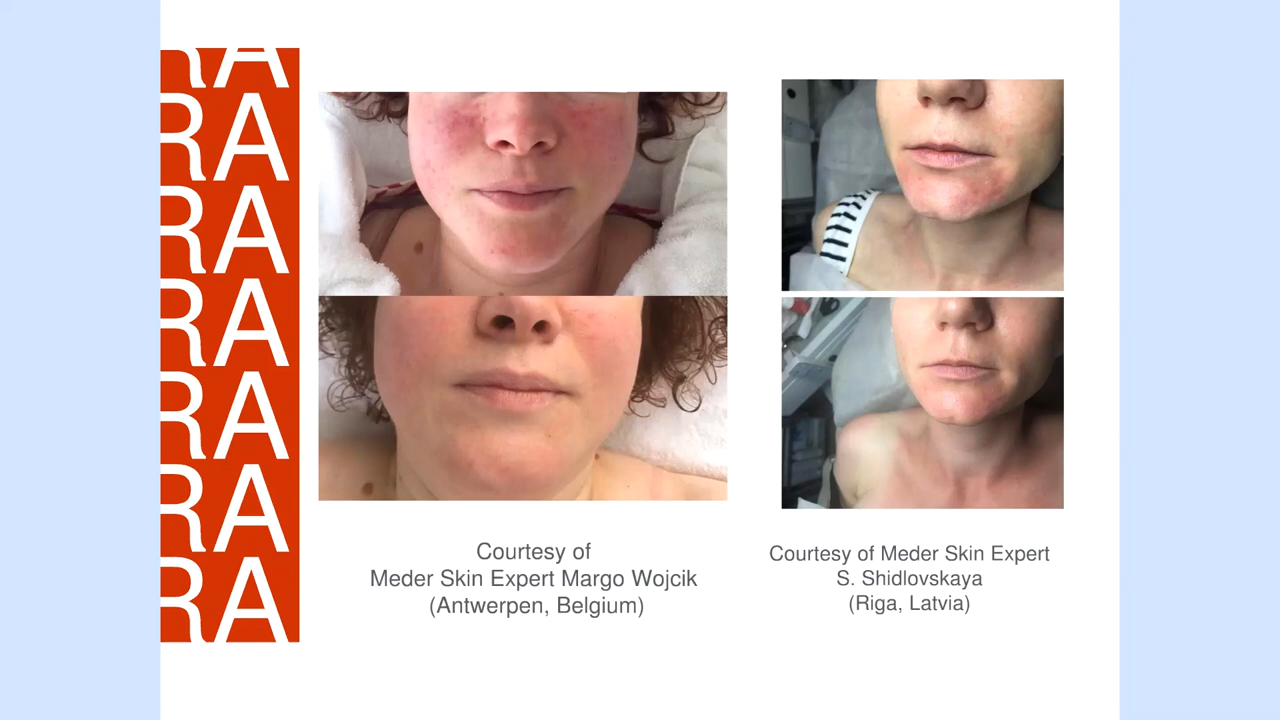 RA
RA
RA
RA
RA
RA
RA
Courtesy of
Meder Skin Expert Margo Wojcik
(Antwerpen, Belgium)
Courtesy of Meder Skin Expert
S. Shidlovskaya
(Riga, Latvia)